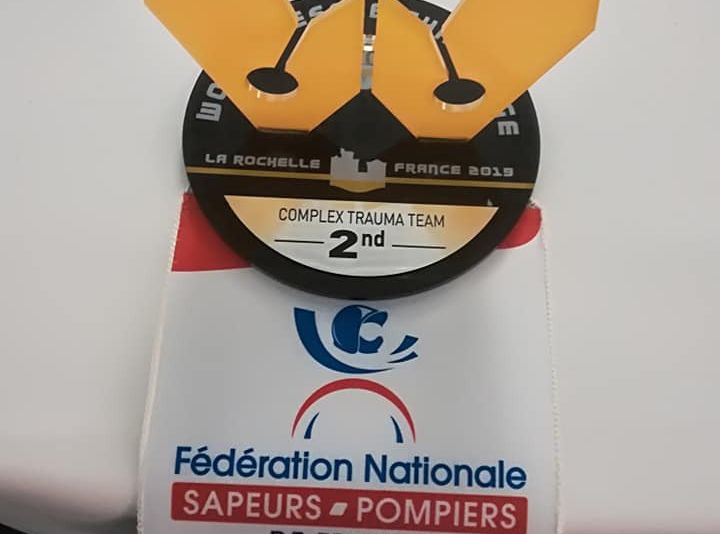 LA ROCHELLE FRANCE 2019
COMPLEX TRAUMA TEAM
2nd
Fédération Nationale
SAPEURS - POMPIERS